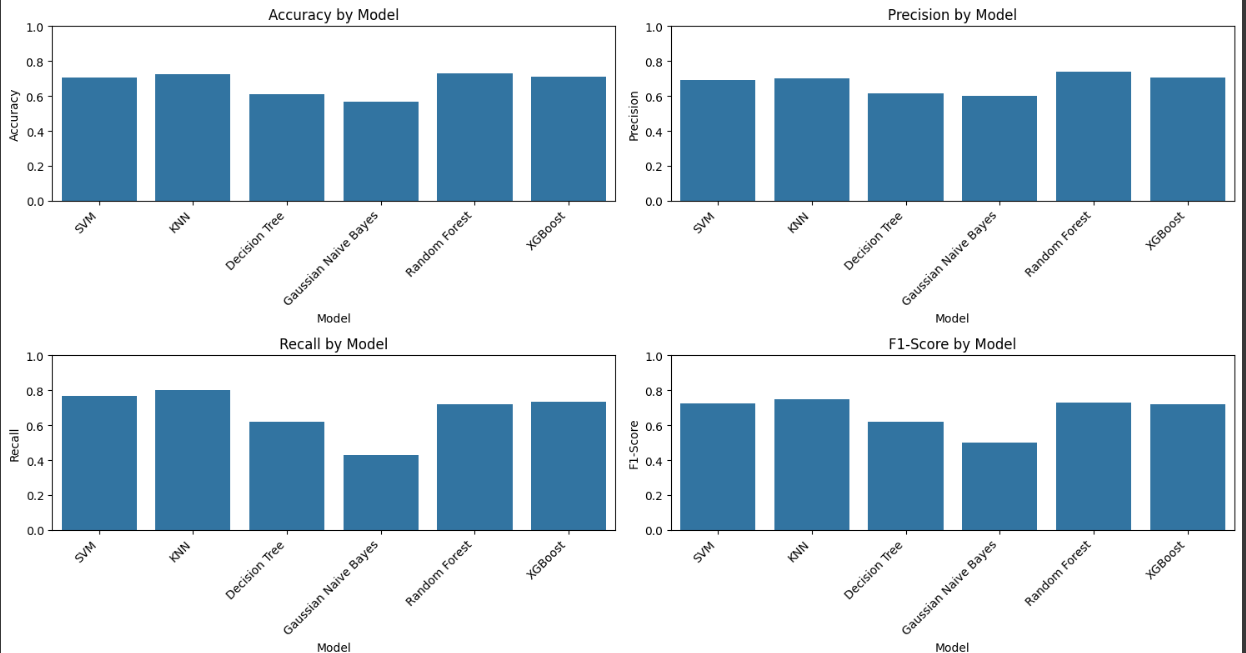 Accuracy by Model
1.0
0.8
0.6
0.4
0.2
0.0
Accuracy
SVM
KNN
Decision Tree
Gaussian Naive Bayes
Random Forest
XGBoost
Model
Precision by Model
1.0
0.8
0.6
0.4
0.2
0.0
Precision
SVM
KNN
Decision Tree
Gaussian Naive Bayes
Random Forest
XGBoost
Model
Recall by Model
1.0
0.8
0.6
0.4
0.2
0.0
Recall
SVM
KNN
Decision Tree
Gaussian Naive Bayes
Random Forest
XGBoost
Model
F1-Score by Model
1.0
0.8
0.6
0.4
0.2
0.0
F1-Score
SVM
KNN
Decision Tree
Gaussian Naive Bayes
Random Forest
XGBoost
Model